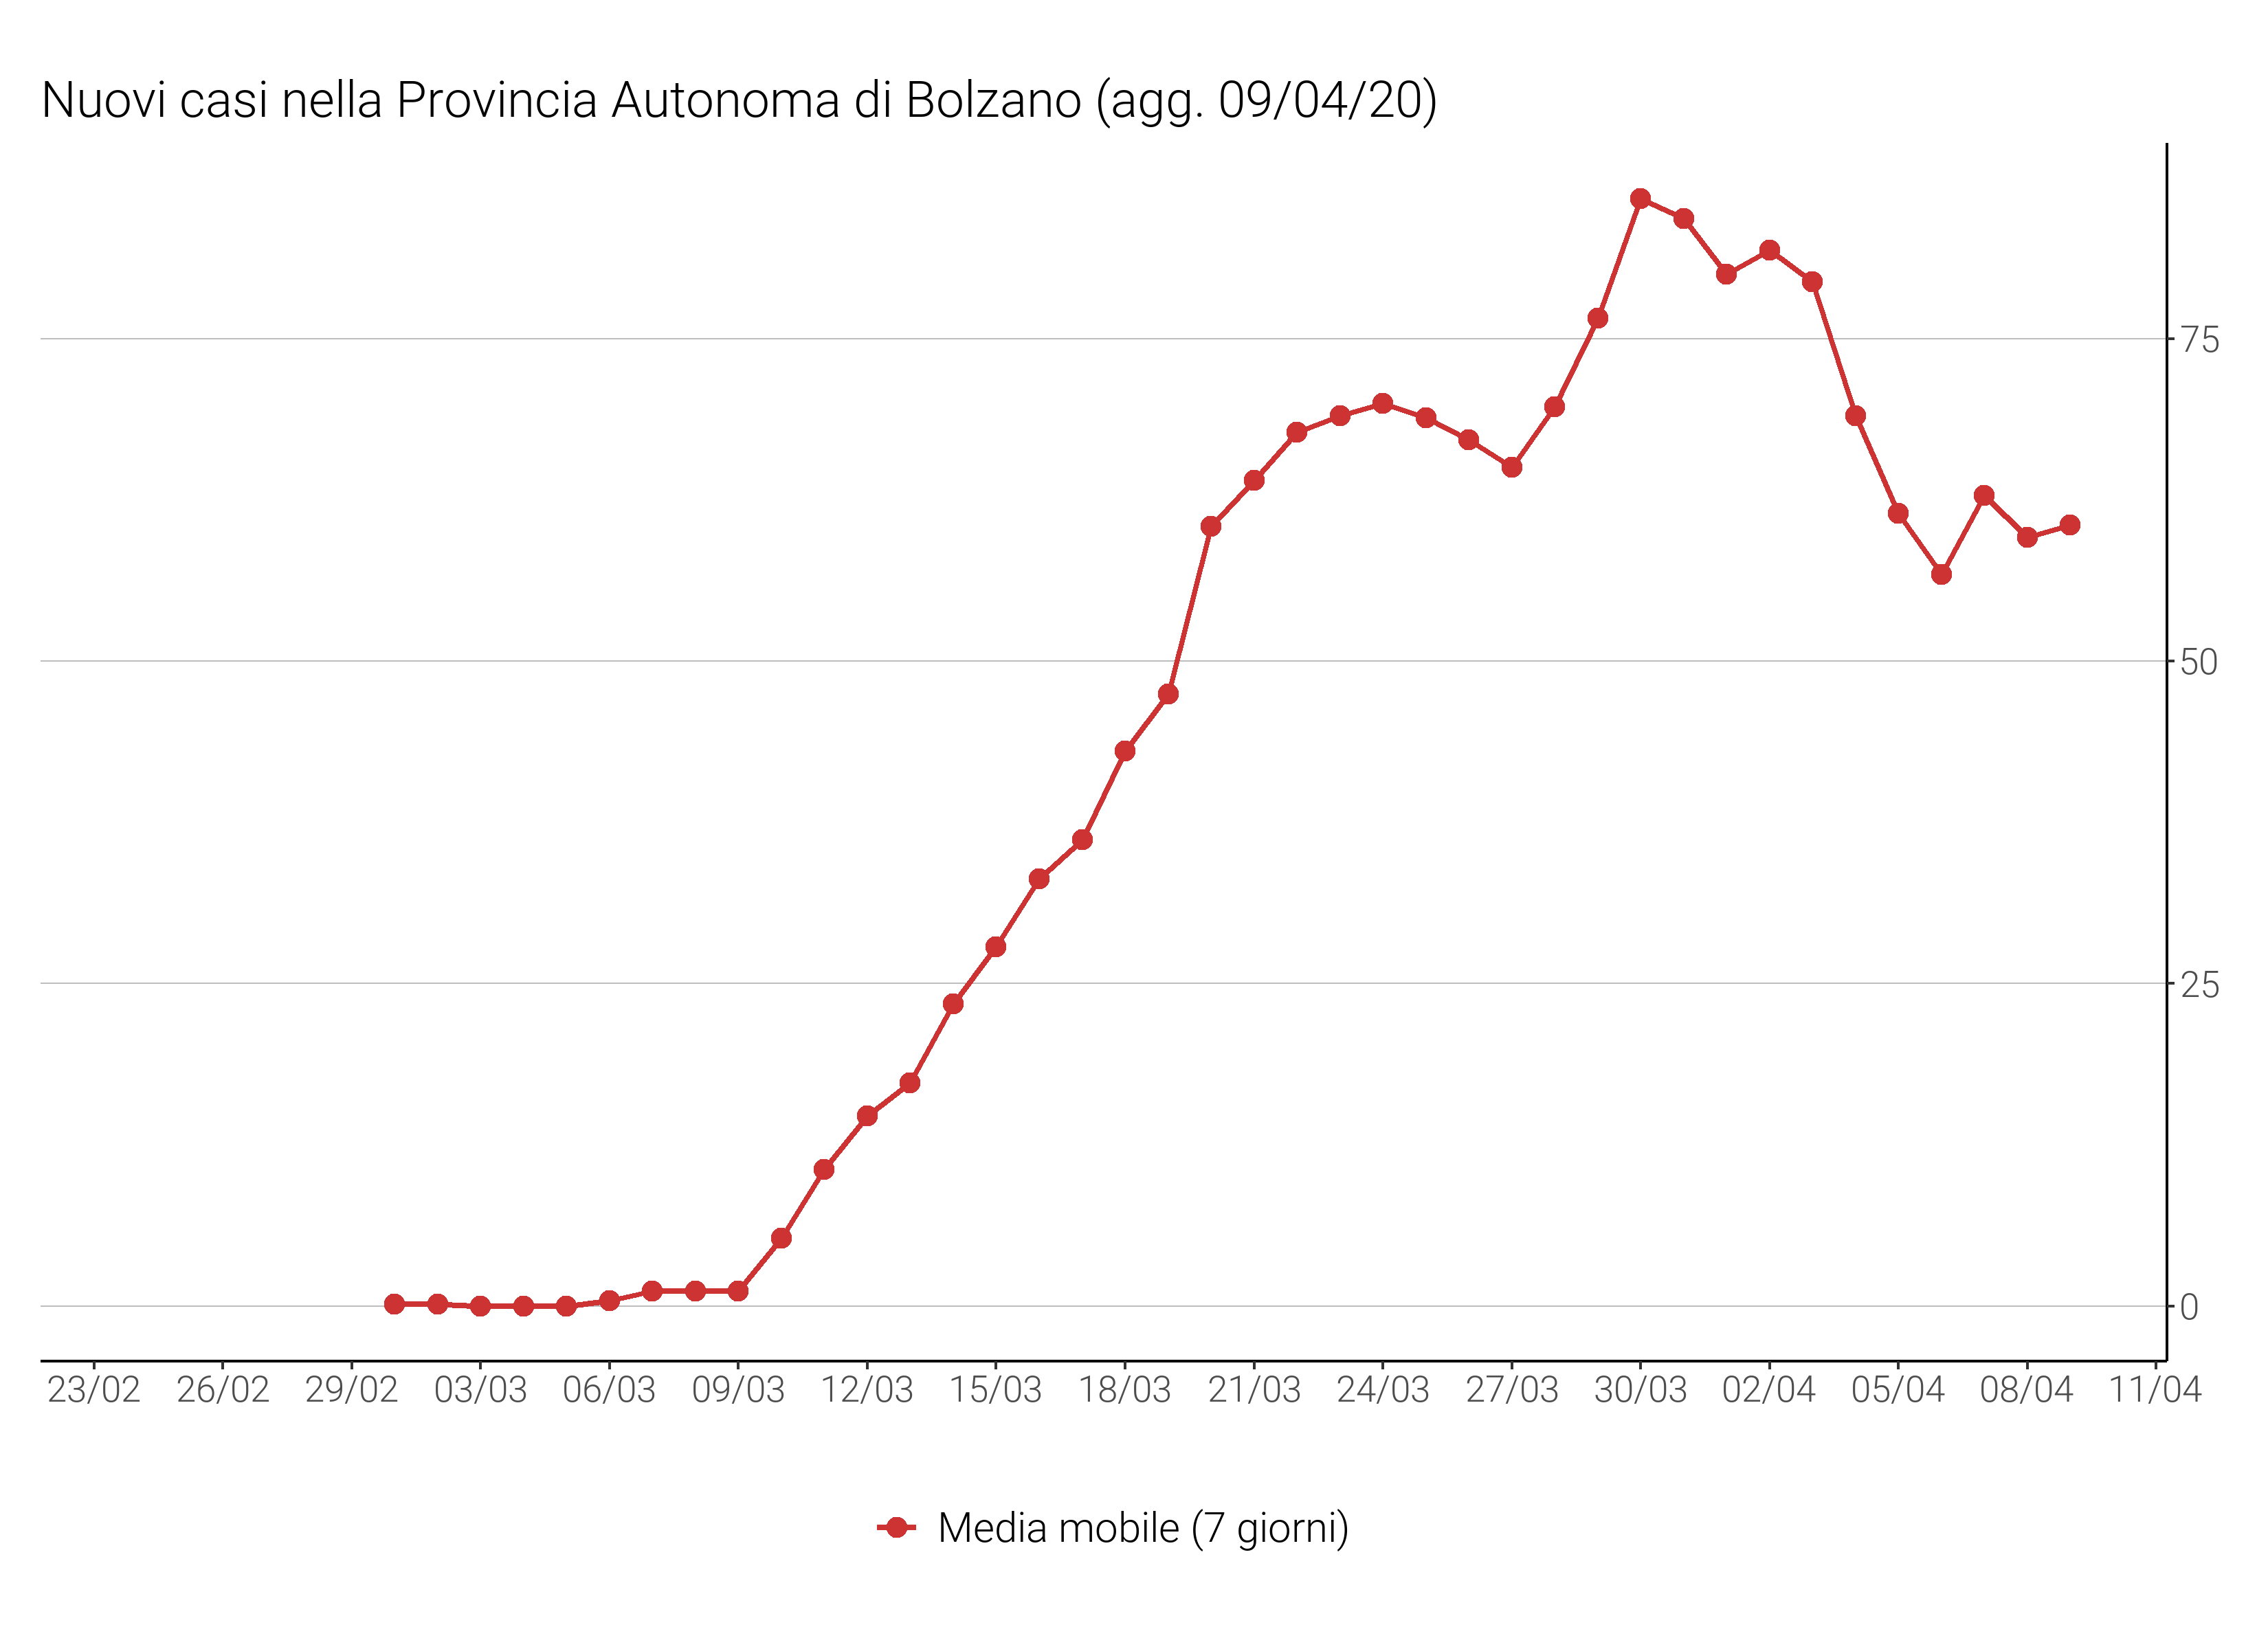 Nuovi casi nella Provincia Autonoma di Bolzano (agg. 09/04/20)
75
50
25
0
23/02 26/02 29/02 03/03 06/03 09/03 12/03 15/03 18/03 21/03 24/03 27/03 30/03 02/04 05/04 08/04 11/04
Media mobile (7 giorni)